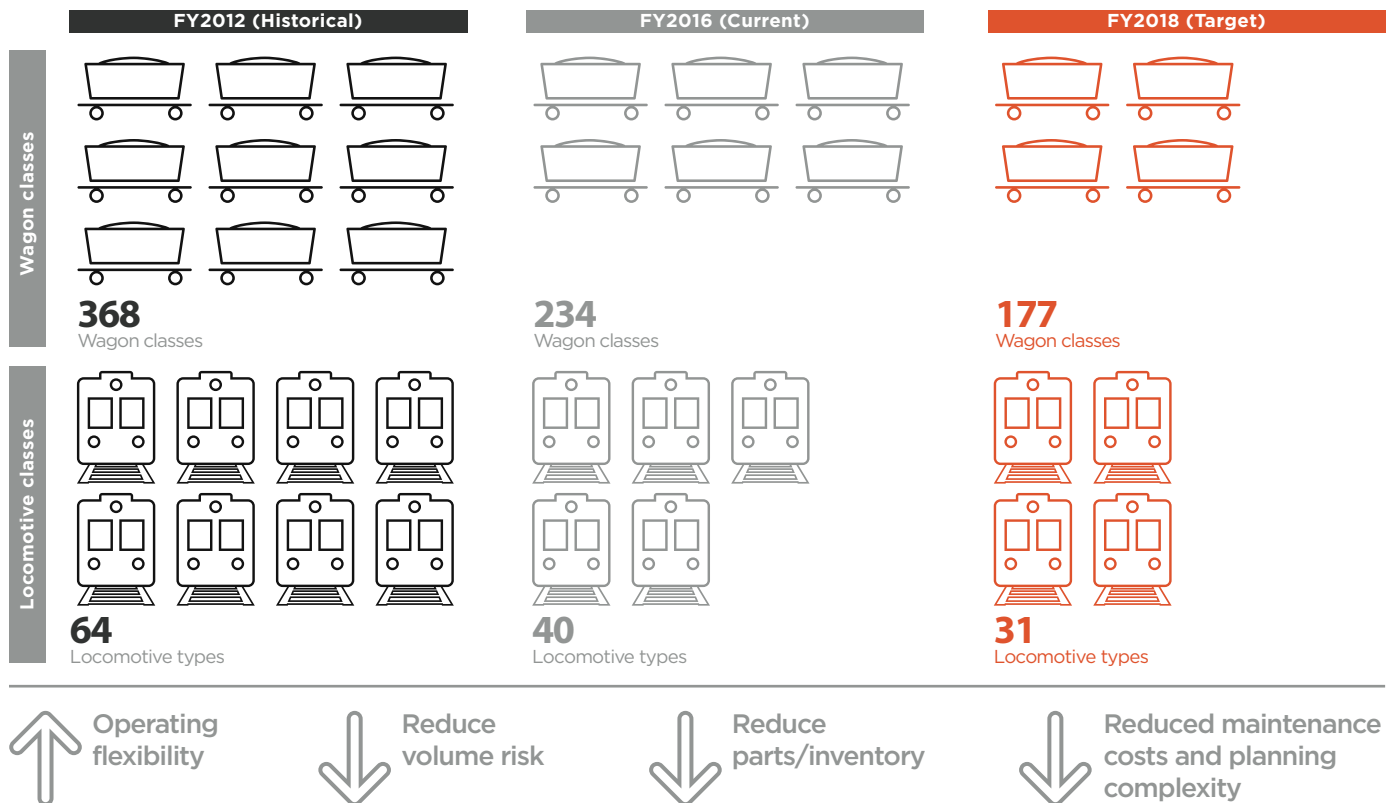 FY2012 (Historical)
FY2016 (Current)
FY2018 (Target)
Wagon classes
368
Wagon classes
234
Wagon classes
177
Wagon classes
Locomotive classes
64
Locomotive types
40
Locomotive types
31
Locomotive types
Operating
flexibility
Reduce
volume risk
Reduce
parts/inventory
Reduced maintenance
costs and planning
complexity